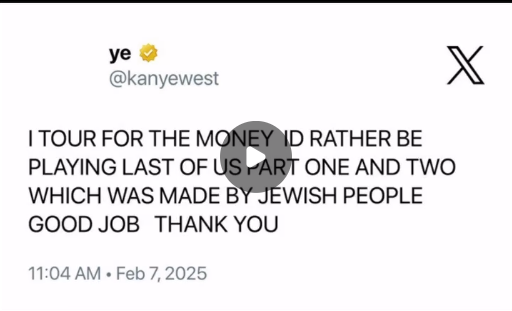 ye
@kanyewest
I TOUR FOR THE MONEY ID RATHER BE
PLAYING LAST OF US PART ONE AND TWO
WHICH WAS MADE BY JEWISH PEOPLE
GOOD JOB THANK YOU
11:04 AM • Feb 7, 2025